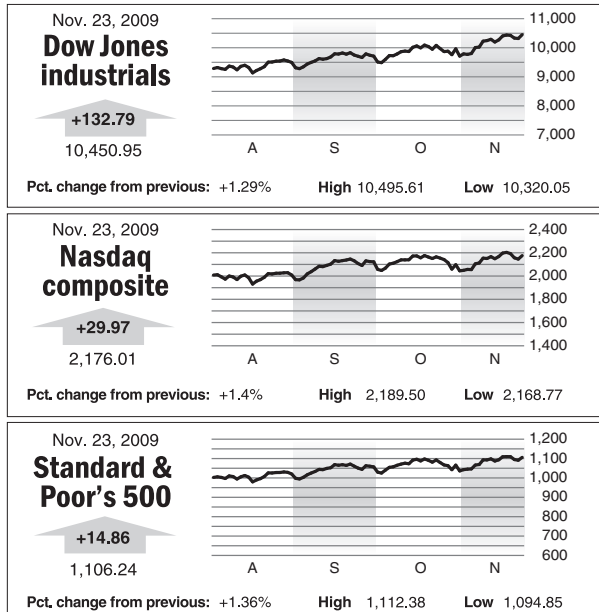 Nov. 23, 2009
Dow Jones
industrials
+132.79
10,450.95
11,000
10,000
9,000
8,000
7,000
A S O N
Pct. change from previous: +1.29% High 10,495.61 Low 10,320.05
Nov. 23, 2009
Nasdaq
composite
+29.97
2,176.01
2,400
2,200
2,000
1,800
1,600
1,400
A S O N
Pct. change from previous: +1.4% High 2,189.50 Low 2,168.77
Nov. 23, 2009
Standard &
Poor's 500
+14.86
1,106.24
1,200
1,100
1,000
900
800
700
600
A S O N
Pct. change from previous: +1.36% High 1,112.38 Low 1,094.85